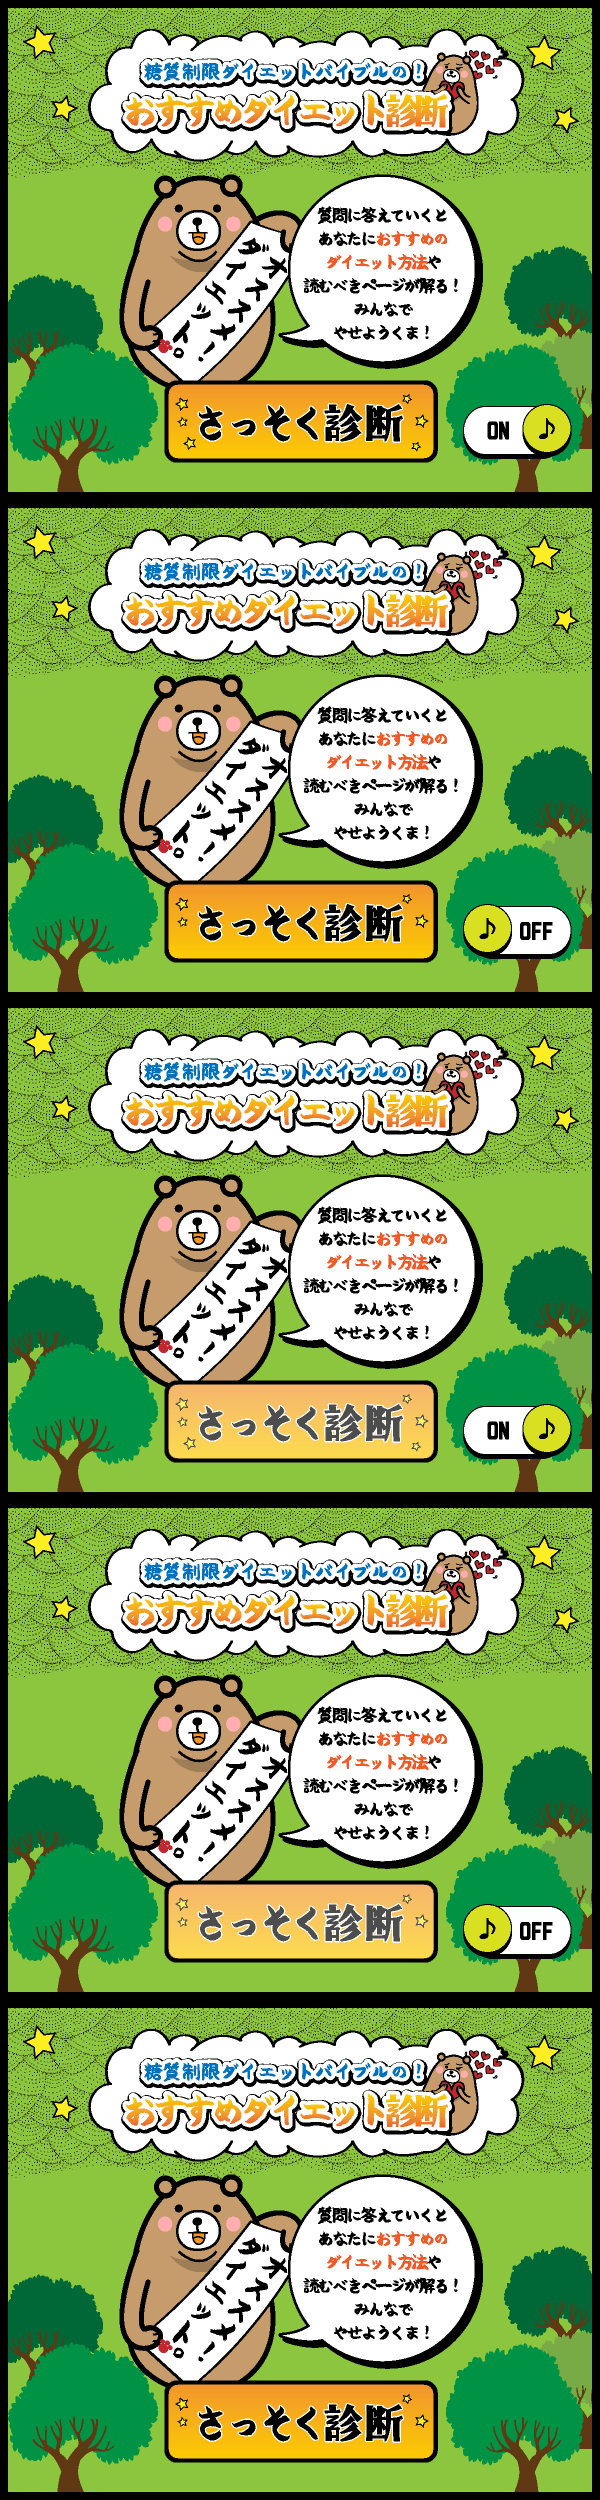 糖質制限ダイエットバイブルの！
おすすめダイエット診断
オススメ！
ダイエット。
質問に答えていくと
あなたにおすすめの
ダイエット方法や
読むべきページが解る！
みんなで
やせようくま！
さっそく診断
ON
糖質制限ダイエットバイブルの！
おすすめダイエット診断
オススメ！
ダイエット。
質問に答えていくと
あなたにおすすめの
ダイエット方法や
読むべきページが解る！
みんなで
やせようくま！
さっそく診断
OFF
糖質制限ダイエットバイブルの！
おすすめダイエット診断
オススメ！
ダイエット。
質問に答えていくと
あなたにおすすめの
ダイエット方法や
読むべきページが解る！
みんなで
やせようくま！
さっそく診断
ON
糖質制限ダイエットバイブルの！
おすすめダイエット診断
オススメ！
ダイエット。
質問に答えていくと
あなたにおすすめの
ダイエット方法や
読むべきページが解る！
みんなで
やせようくま！
さっそく診断
OFF
糖質制限ダイエットバイブルの！
おすすめダイエット診断
オススメ！
ダイエット。
質問に答えていくと
あなたにおすすめの
ダイエット方法や
読むべきページが解る！
みんなで
やせようくま！
さっそく診断